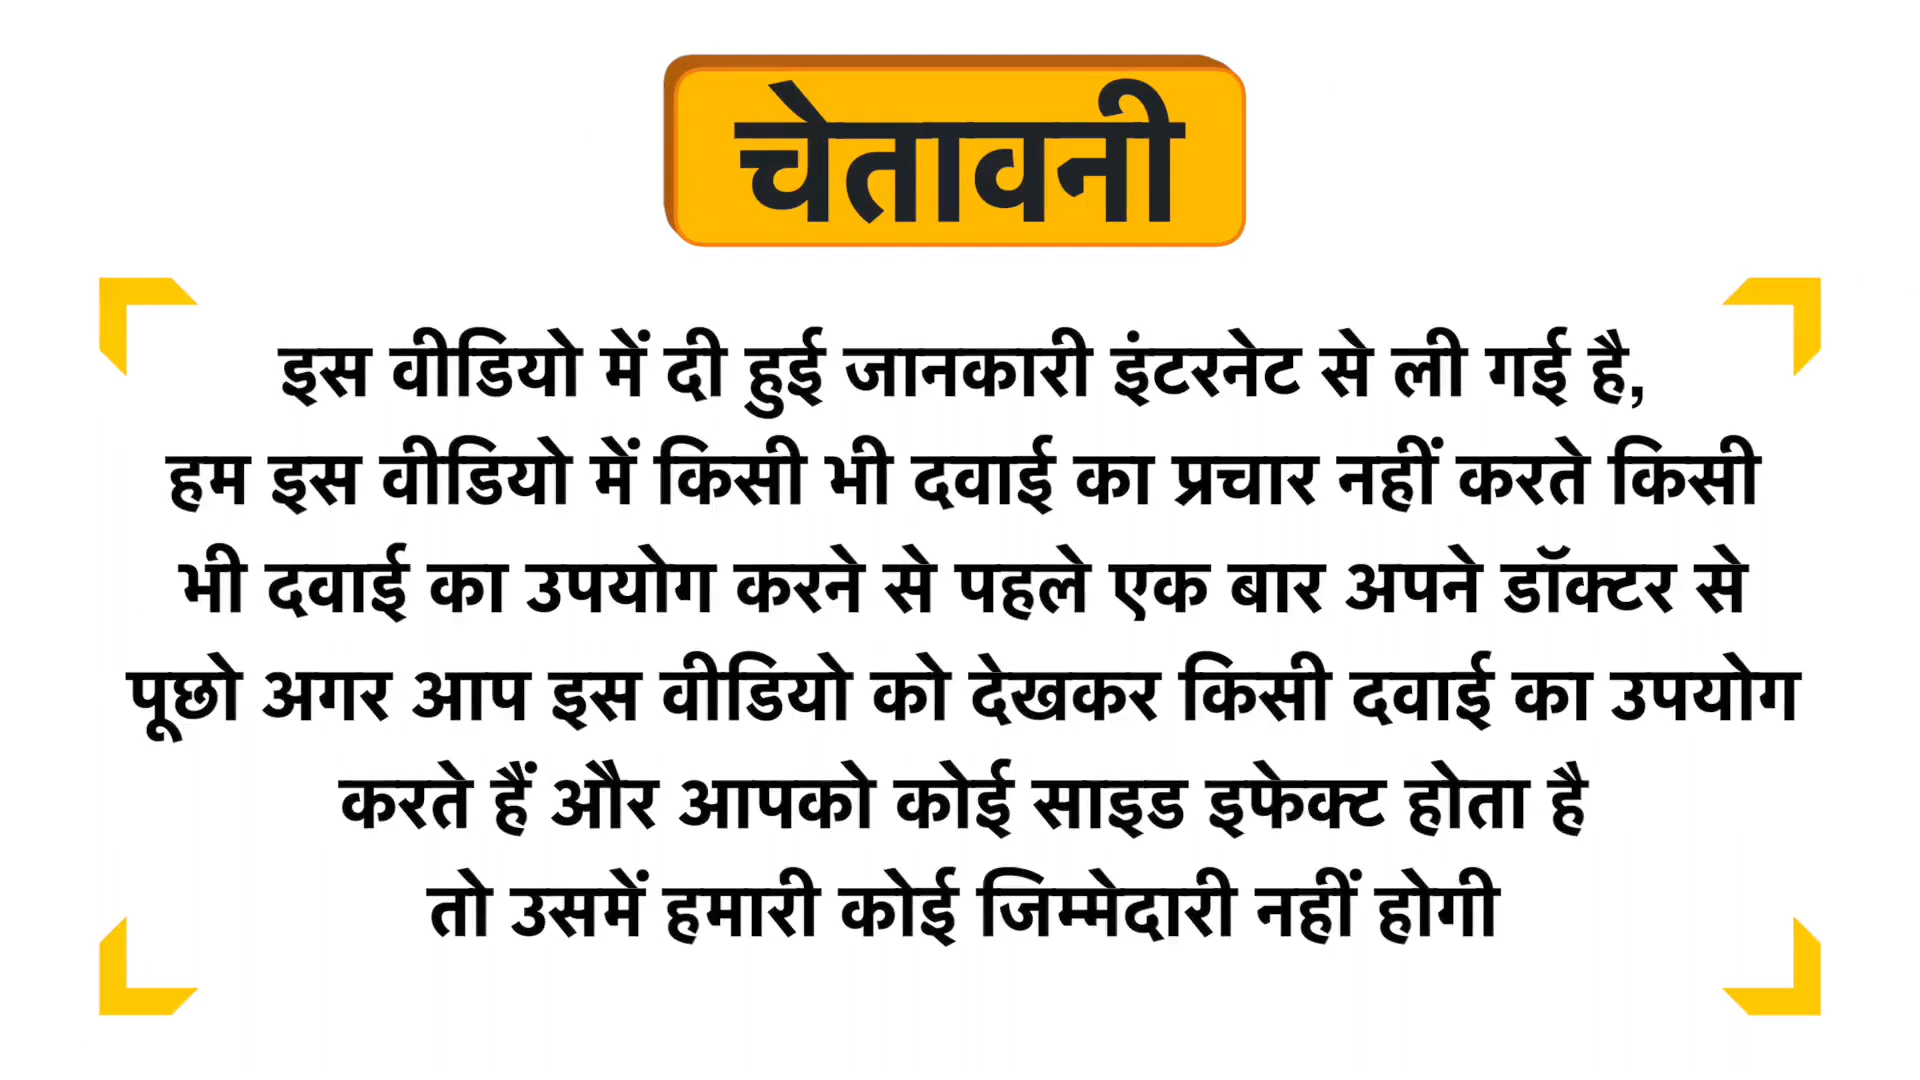 चेतावनी
इस वीडियो में दी हुई जानकारी इंटरनेट से ली गई है,
हम इस वीडियो में किसी भी दवाई का प्रचार नहीं करते किसी
भी दवाई का उपयोग करने से पहले एक बार अपने डॉक्टर से
पूछो अगर आप इस वीडियो को देखकर किसी दवाई का उपयोग
करते हैं और आपको कोई साइड इफेक्ट होता है
तो उसमें हमारी कोई जिम्मेदारी नहीं होगी